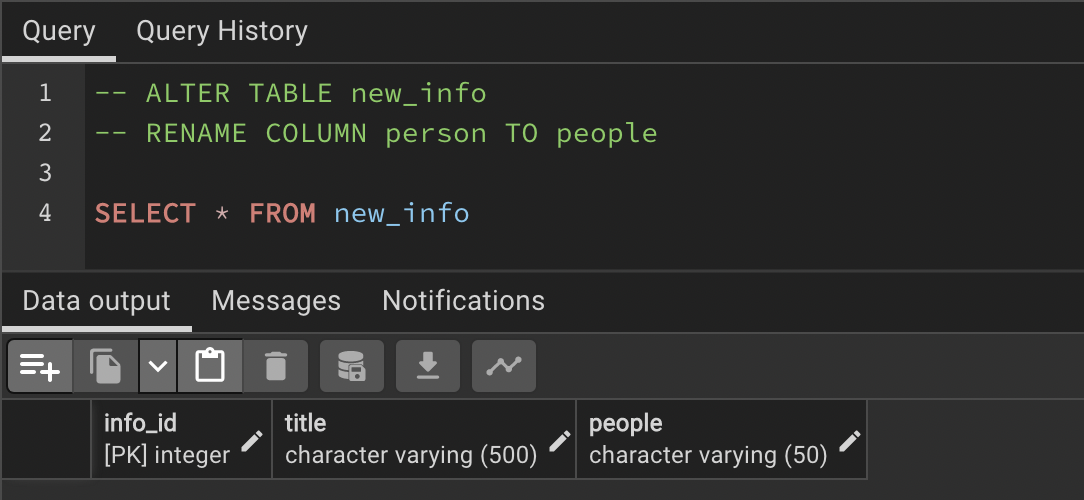 Query Query History
1 -- ALTER TABLE new_info
2 -- RENAME COLUMN person TO people
3
4 SELECT * FROM new_info
Data output Messages Notifications
info_id title people
[PK] integer character varying (500) character varying (50)